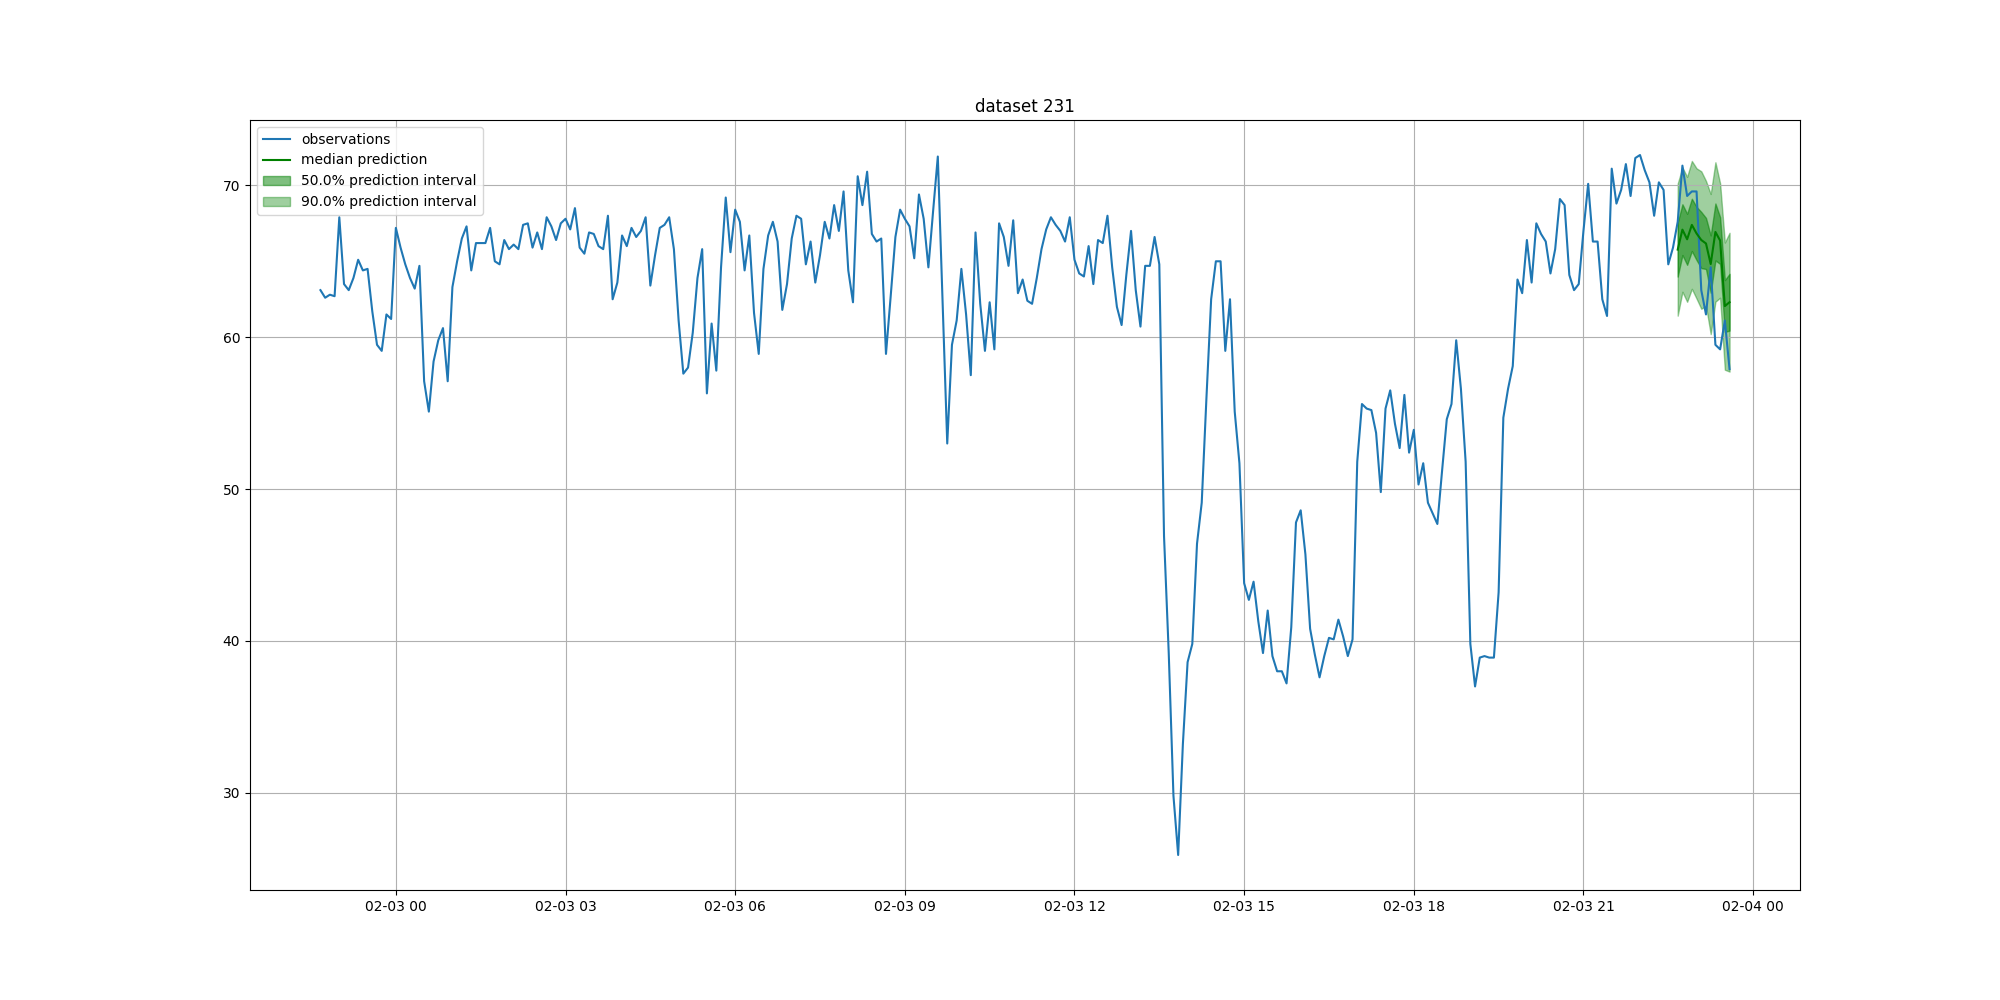 dataset 231
observations
median prediction
50.0% prediction interval
90.0% prediction interval
70
60
50
40
30
02-03 00
02-03 03
02-03 06
02-03 09
02-03 12
02-03 15
02-03 18
02-03 21
02-04 00